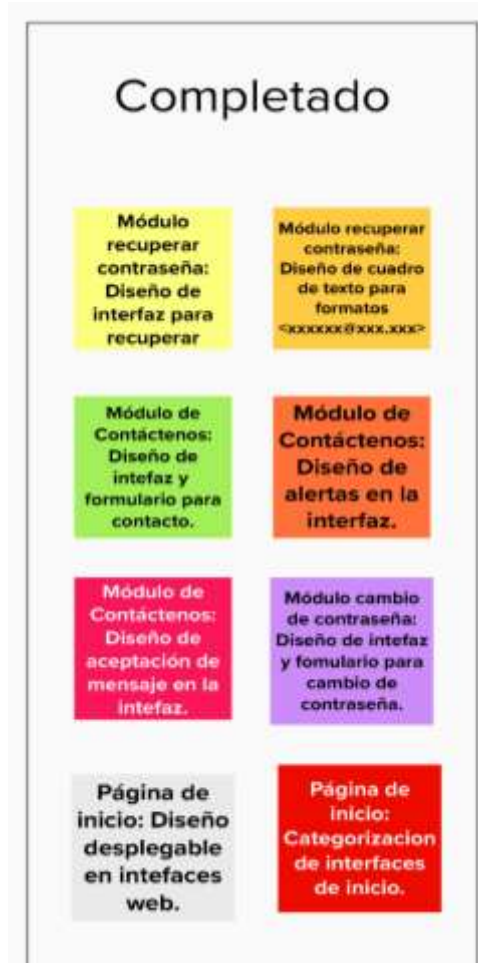 Completado
Módulo
recuperar
contraseña:
Diseño de
interfaz para
recuperar
Módulo recuperar
contraseña:
Diseño de cuadro
de texto para
formatos
<xxxxxx@xxx.xxx>
Módulo de
Contáctenos:
Diseño de
intefaz y
formulario para
contacto.
Módulo de
Contáctenos:
Diseño de
alertas en la
interfaz.
Módulo de
Contáctenos:
Diseño de
aceptación de
mensaje en la
intefaz.
Módulo cambio
de contraseña:
Diseño de intefaz
y fomulario para
cambio de
contraseña.
Página de
inicio: Diseño
desplegable
en intefaces
web.
Página de
inicio:
Categorizacion
de interfaces
de inicio.